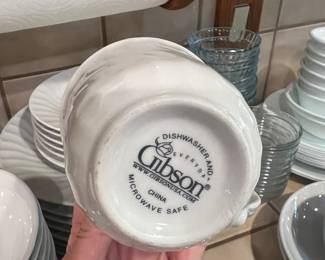 DISHWASHER AND
EVERYDAY
Gibson®
WWW.GIBSONUSA.COM
CHINA
MICROWAVE SAFE